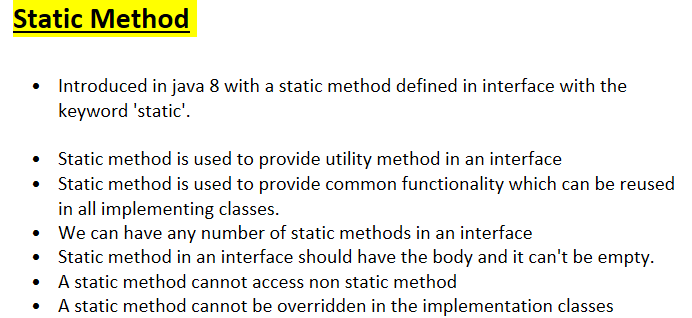 Static Method
• Introduced in java 8 with a static method defined in interface with the
keyword 'static'.
• Static method is used to provide utility method in an interface
• Static method is used to provide common functionality which can be reused
in all implementing classes.
• We can have any number of static methods in an interface
• Static method in an interface should have the body and it can't be empty.
• A static method cannot access non static method
• A static method cannot be overridden in the implementation classes